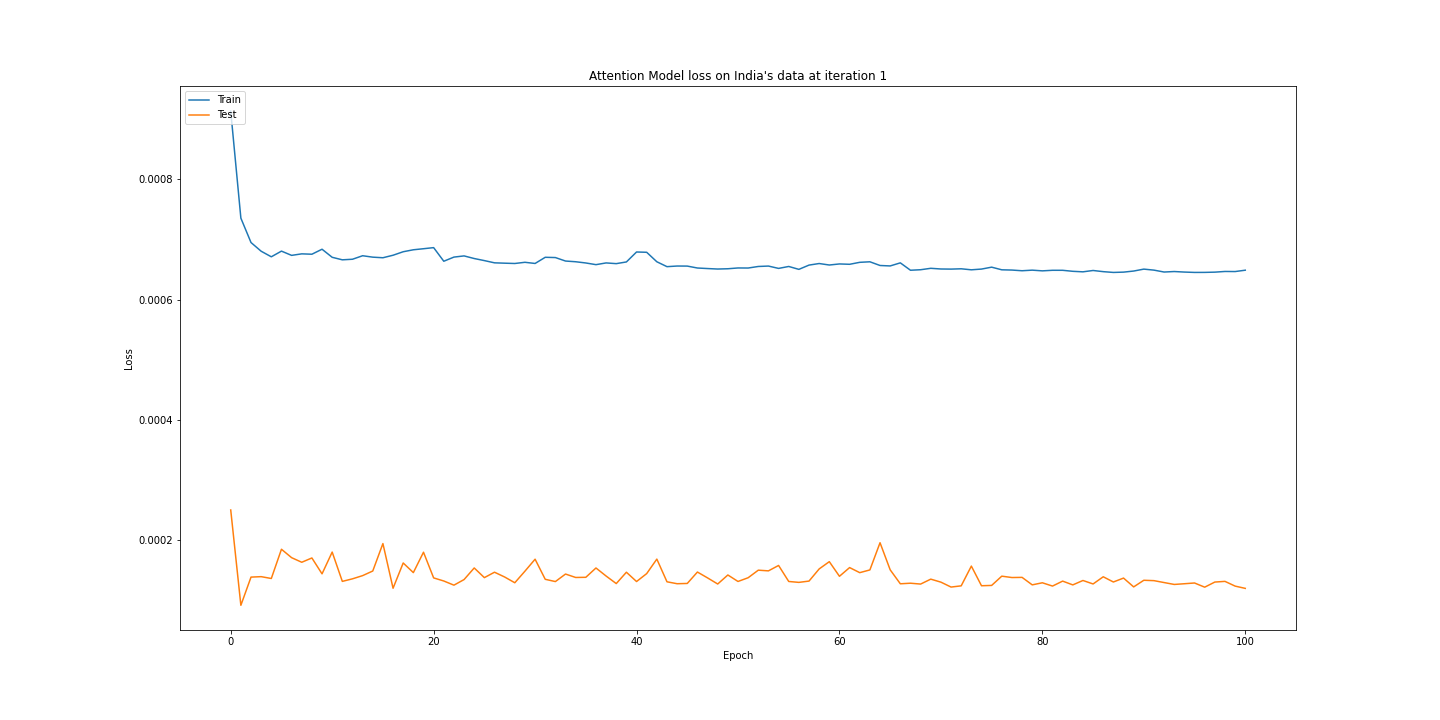 Attention Model loss on India's data at iteration 1
Train
Test
0.0008
0.0006
0.0004
0.0002
Loss
0 20 40 60 80 100
Epoch